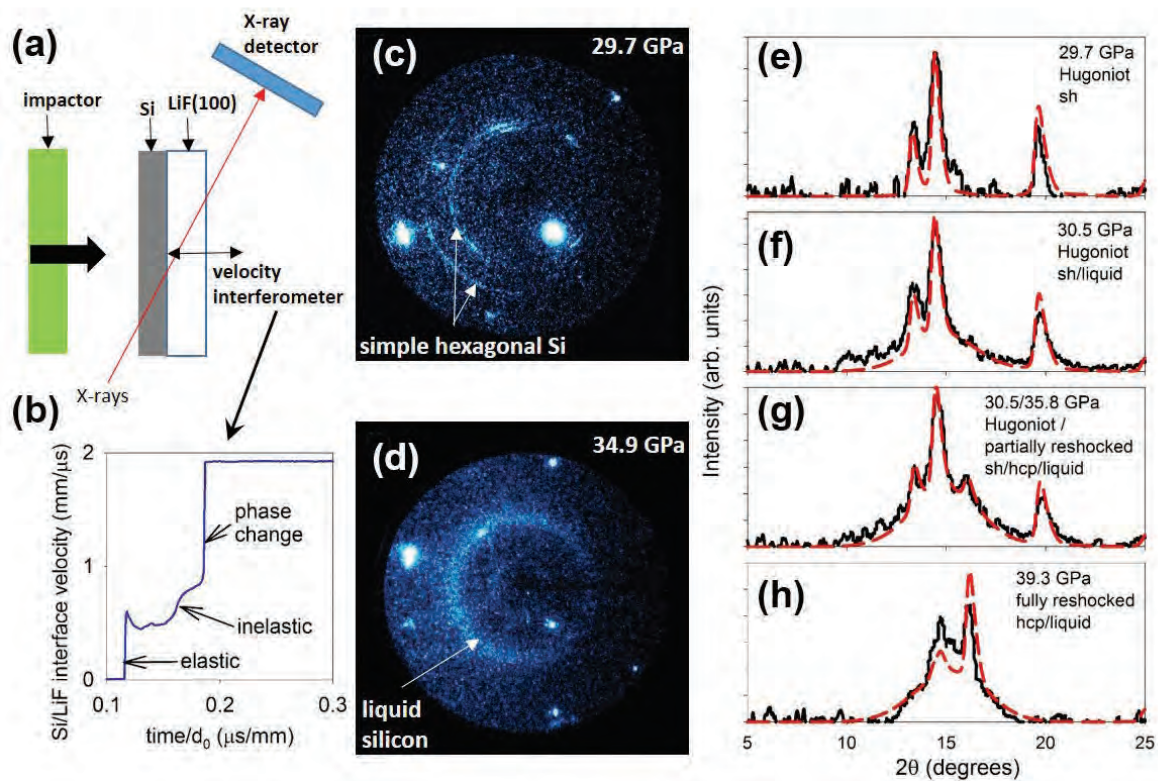 (a)
X-ray
detector
impactor
Si
LiF(100)
velocity
interferometer
X-rays
(b)
Si/LiF interface velocity (mm/μs)
2
1
0
phase
change
inelastic
elastic
0.1
0.2
0.3
time/d₀ (μs/mm)
(c)
29.7 GPa
simple hexagonal Si
(d)
34.9 GPa
liquid
silicon
Intensity (arb. units)
(e)
29.7 GPa
Hugoniot
sh
(f)
30.5 GPa
Hugoniot
sh/liquid
(g)
30.5/35.8 GPa
Hugoniot /
partially reshocked
sh/hcp/liquid
(h)
39.3 GPa
fully reshocked
hcp/liquid
5
10
15
20
25
2θ (degrees)